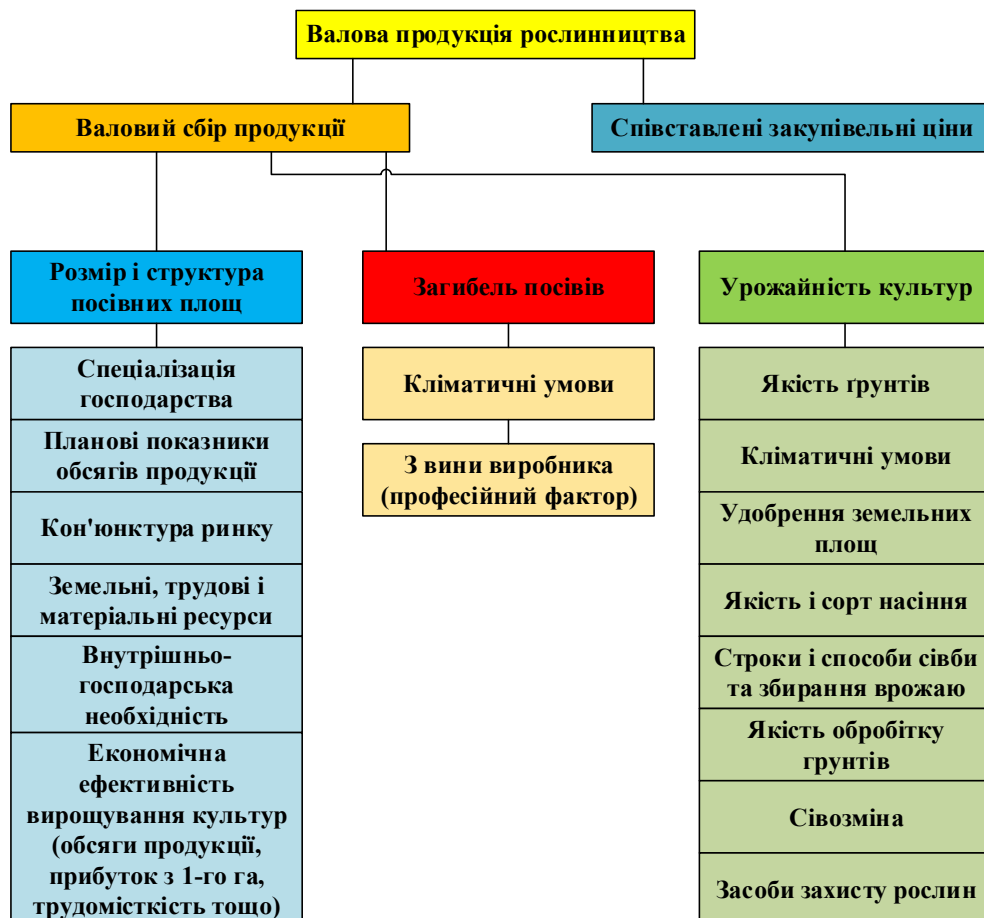 Валова продукція рослинництва
Валовий сбір продукції
Співставлені закупівельні ціни
Розмір і структура
посівних площ
Загибель посівів
Урожайність культур
Спеціалізація
господарства
Планові показники
обсягів продукції
Кон'юнктура ринку
Земельні, трудові і
матеріальні ресурси
Внутрішньо-
господарська
необхідність
Економічна
ефективність
вирощування культур
(обсяги продукції,
прибуток з 1-го га,
трудомісткість тощо)
Кліматичні умови
З вини виробника
(професійний фактор)
Якість ґрунтів
Кліматичні умови
Удобрення земельних
площ
Якість і сорт насіння
Строки і способи сівби
та збирання врожаю
Якість обробітку
грунтів
Сівозміна
Засоби захисту рослин